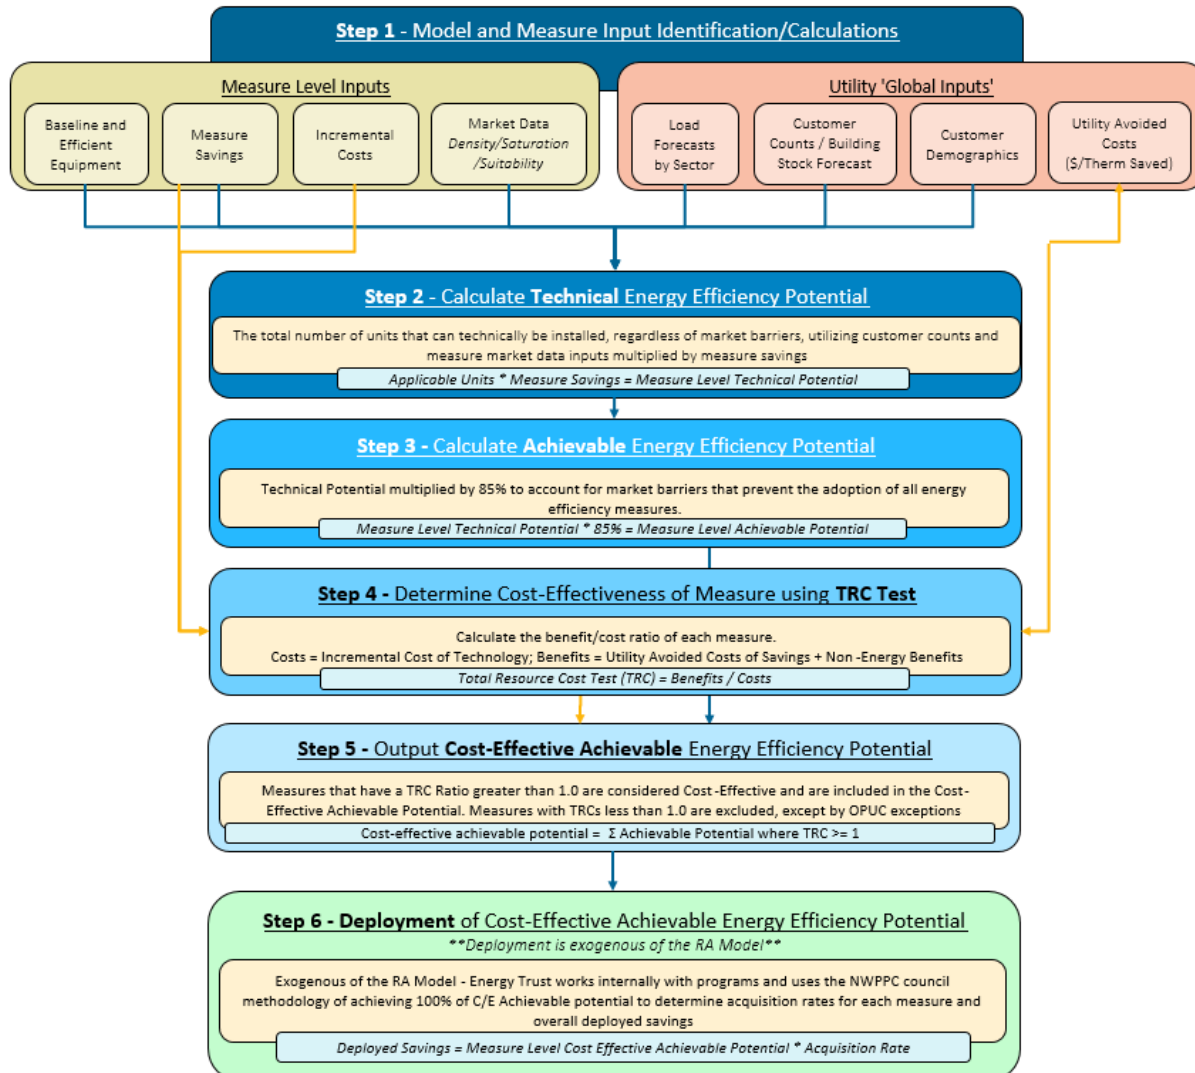 Step 1 - Model and Measure Input Identification/Calculations
Measure Level Inputs
Baseline and
Efficient
Equipment
Measure
Savings
Incremental
Costs
Market Data
Density/Saturation
/Suitability
Utility 'Global Inputs'
Load
Forecasts
by Sector
Customer
Counts / Building
Stock Forecast
Customer
Demographics
Utility Avoided
Costs
($/Therm Saved)
Step 2 - Calculate Technical Energy Efficiency Potential
The total number of units that can technically be installed, regardless of market barriers, utilizing customer counts and
measure market data inputs multiplied by measure savings
Applicable Units * Measure Savings = Measure Level Technical Potential
Step 3 - Calculate Achievable Energy Efficiency Potential
Technical Potential multiplied by 85% to account for market barriers that prevent the adoption of all energy
efficiency measures.
Measure Level Technical Potential * 85% = Measure Level Achievable Potential
Step 4 - Determine Cost-Effectiveness of Measure using TRC Test
Calculate the benefit/cost ratio of each measure.
Costs = Incremental Cost of Technology; Benefits = Utility Avoided Costs of Savings + Non -Energy Benefits
Total Resource Cost Test (TRC) = Benefits / Costs
Step 5 - Output Cost-Effective Achievable Energy Efficiency Potential
Measures that have a TRC Ratio greater than 1.0 are considered Cost -Effective and are included in the Cost-
Effective Achievable Potential. Measures with TRCs less than 1.0 are excluded, except by OPUC exceptions
Cost-effective achievable potential = Σ Achievable Potential where TRC >= 1
Step 6 - Deployment of Cost-Effective Achievable Energy Efficiency Potential
**Deployment is exogenous of the RA Model**
Exogenous of the RA Model - Energy Trust works internally with programs and uses the NWPPC council
methodology of achieving 100% of C/E Achievable potential to determine acquisition rates for each measure and
overall deployed savings
Deployed Savings = Measure Level Cost Effective Achievable Potential * Acquisition Rate